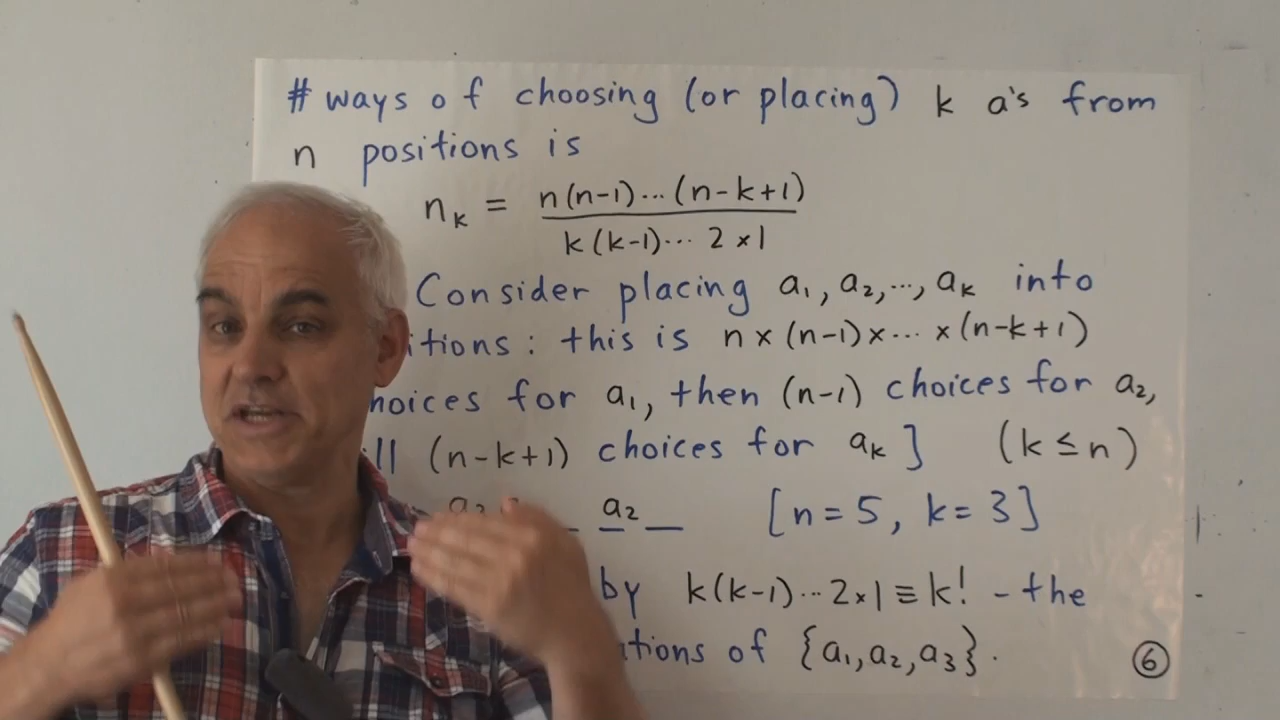 # ways of choosing (or placing) k a's from
n positions is
n_k = n(n-1)...(n-k+1) / k(k-1)... 2×1
Consider placing a₁, a₂, ..., a_k into
itions: this is n×(n-1)×...×(n-k+1)
hoices for a₁, then (n-1) choices for a₂,
ll (n-k+1) choices for a_k ] (k≤n)
a₂ _ [n=5, k=3]
by k(k-1)...2×1 ≡ k! - the
tions of {a₁,a₂,a₃}.
6